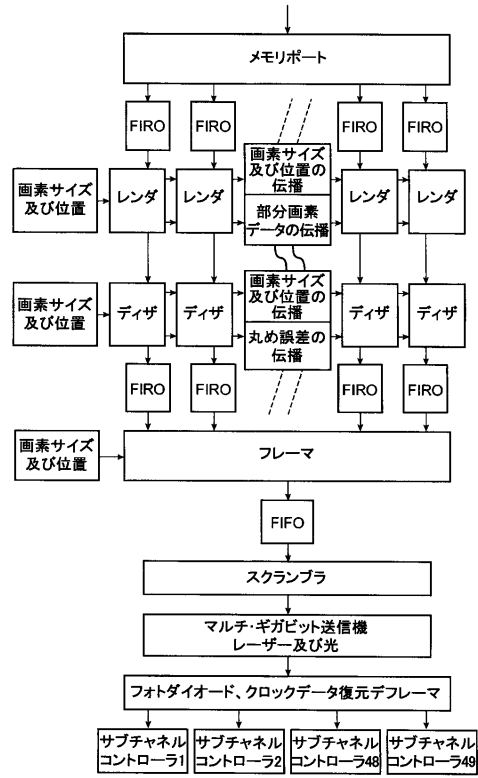 メモリポート
FIRO
FIRO
FIRO
FIRO
画素サイズ
及び位置
レンダ
レンダ
画素サイズ
及び位置の
伝播
部分画素
データの伝播
レンダ
レンダ
画素サイズ
及び位置
ディザ
ディザ
画素サイズ
及び位置の
伝播
丸め誤差の
伝播
ディザ
ディザ
FIRO
FIRO
FIRO
FIRO
画素サイズ
及び位置
フレーマ
FIFO
スクランブラ
マルチ・ギガビット送信機
レーザー及び光
フォトダイオード、クロックデータ復元デフレーマ
サブチャネル
コントローラ1
サブチャネル
コントローラ2
サブチャネル
コントローラ48
サブチャネル
コントローラ49